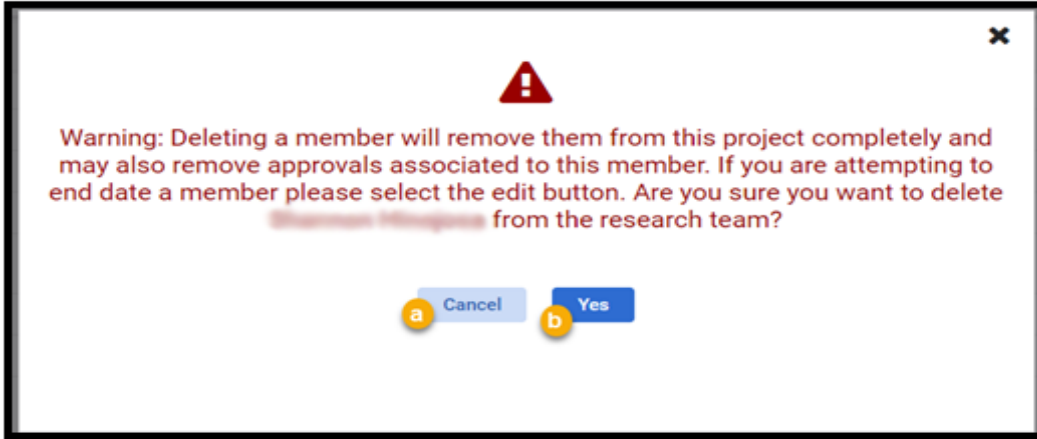 Warning: Deleting a member will remove them from this project completely and
may also remove approvals associated to this member. If you are attempting to
end date a member please select the edit button. Are you sure you want to delete
from the research team?
a Cancel b Yes